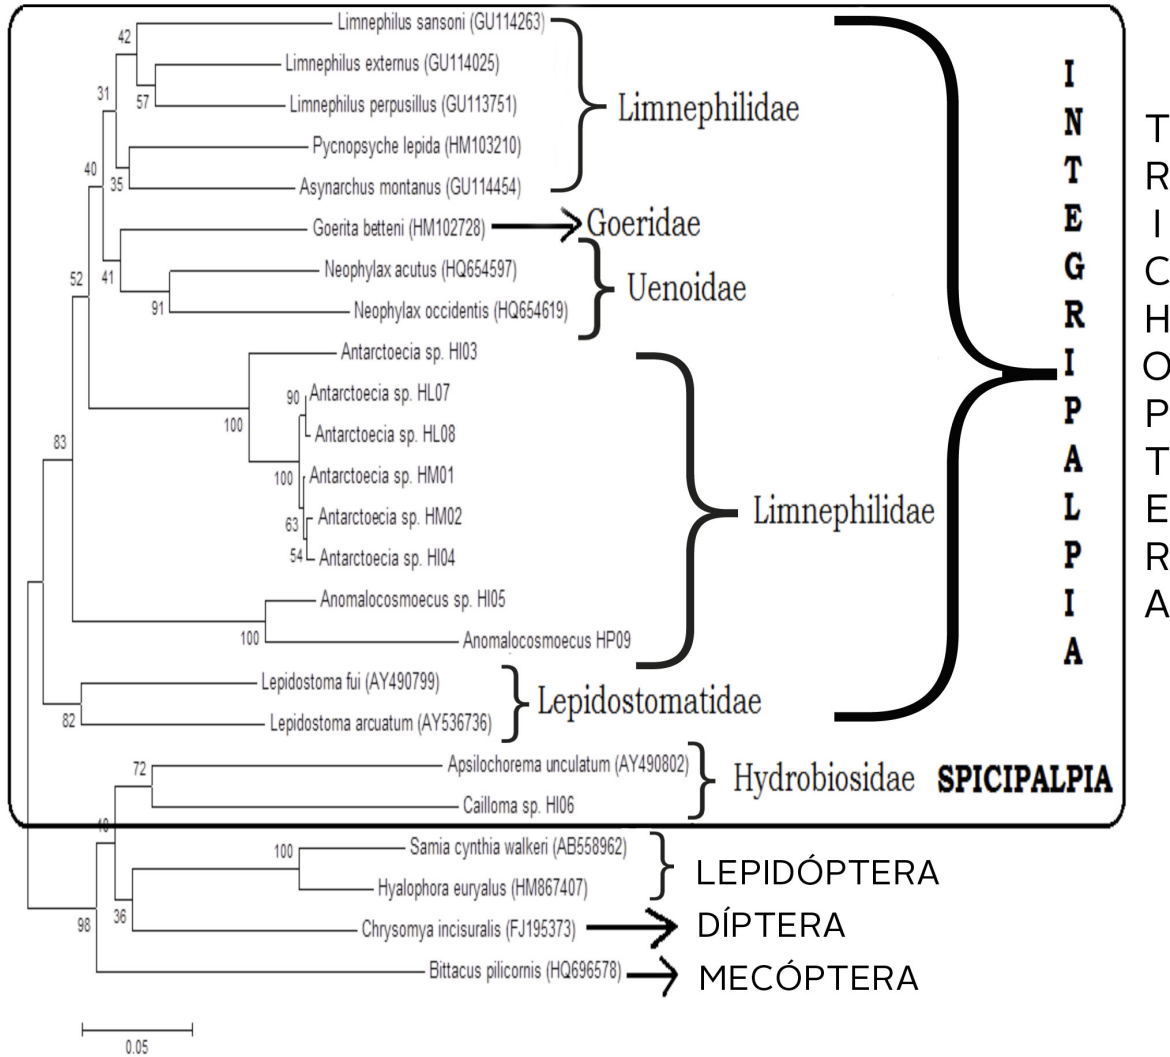 Limnephilus sansoni (GU114263)
42
Limnephilus externus (GU114025)
31
57
Limnephilus perpusillus (GU113751)
Limnephilidae
Pycnopsyche lepida (HM103210)
40
35
Asynarchus montanus (GU114454)
Goerita betteni (HM102728)
Goeridae
52
41
Neophylax acutus (HQ654597)
Uenoidae
91
Neophylax occidentis (HQ654619)
Antarctoecia sp. HI03
90
Antarctoecia sp. HL07
100
Antarctoecia sp. HL08
83
100
Antarctoecia sp. HM01
Limnephilidae
63
Antarctoecia sp. HM02
54
Antarctoecia sp. HI04
Anomalocosmoecus sp. HI05
100
Anomalocosmoecus HP09
Lepidostoma fui (AY490799)
Lepidostomatidae
82
Lepidostoma arcuatum (AY536736)
INTEGRIPALPIA
TRICHOPTERA
72
Apsilochorema unculatum (AY490802)
Hydrobiosidae SPICIPALPIA
Cailloma sp. HI06
100
Samia cynthia walkeri (AB558962)
LEPIDÓPTERA
Hyalophora euryalus (HM867407)
98
36
Chrysomya incisuralis (FJ195373)
DÍPTERA
Bittacus pilicornis (HQ696578)
MECÓPTERA
0.05